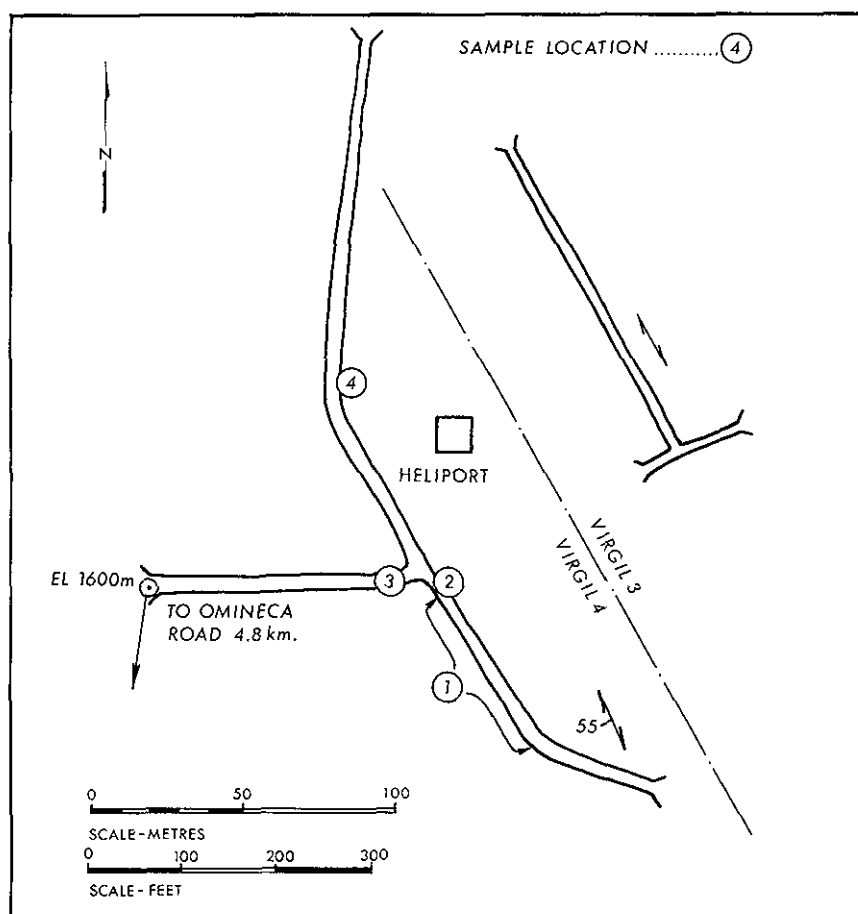 SAMPLE LOCATION ..........4
N
4
HELIPORT
VIRGIL 3
VIRGIL 4
EL 1600m
3
2
TO OMINECA
ROAD 4.8 km.
1
55
0 50 100
SCALE-METRES
0 100 200 300
SCALE- FEET